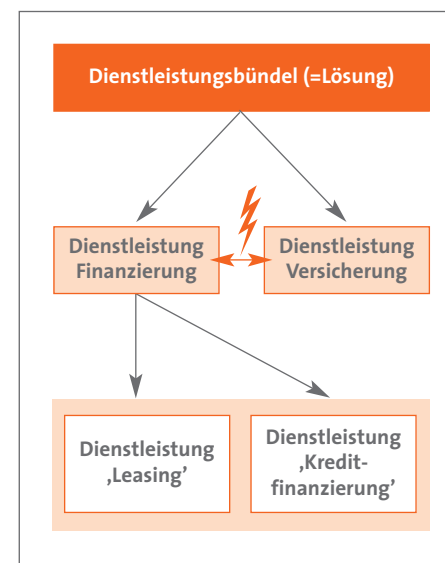 Dienstleistungsbündel (=Lösung)
Dienstleistung
Finanzierung
Dienstleistung
Versicherung
Dienstleistung
‚Leasing’
Dienstleistung
‚Kredit-
finanzierung’